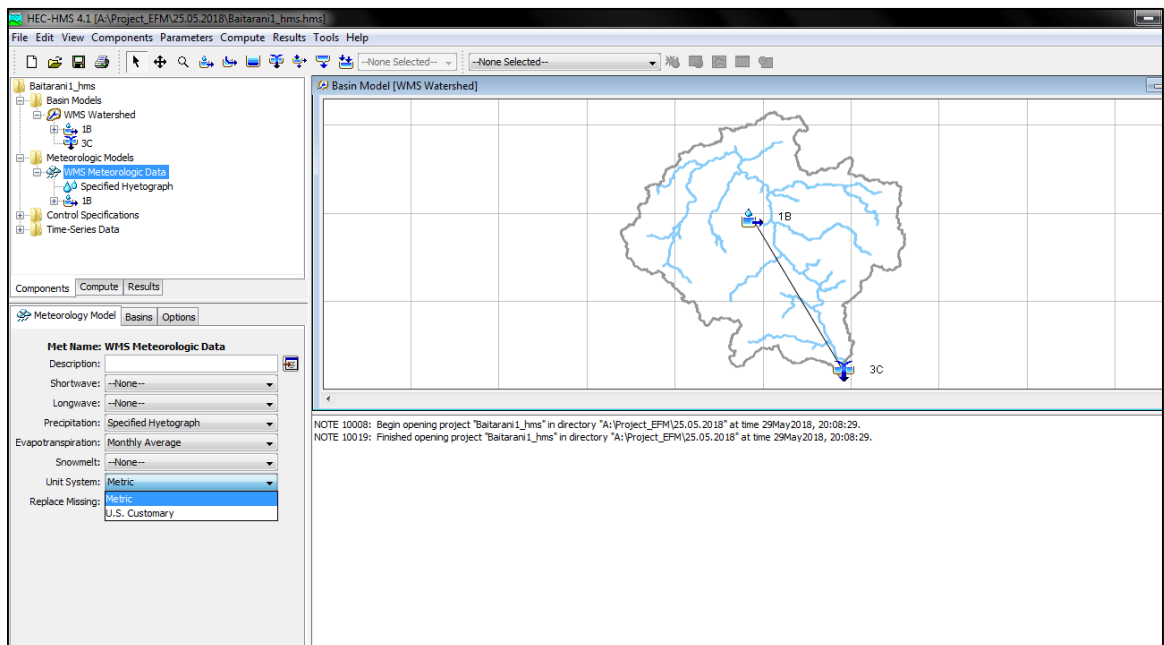 HEC-HMS 4.1 [A:\Project_EFM\25.05.2018\Baitarani1_hms.hms]
File Edit View Components Parameters Compute Results Tools Help
--None Selected-- --None Selected--
Baitarani1_hms
Basin Models
WMS Watershed
1B
3C
Meteorologic Models
WMS Meteorologic Data
Specified Hyetograph
1B
Control Specifications
Time-Series Data
Components Compute Results
Meteorology Model Basins Options
Met Name: WMS Meteorologic Data
Description:
Shortwave: --None--
Longwave: --None--
Precipitation: Specified Hyetograph
Evapotranspiration: Monthly Average
Snowmelt: --None--
Unit System: Metric
Replace Missing: Metric
U.S. Customary
Basin Model [WMS Watershed]
1B
3C
NOTE 10008: Begin opening project "Baitarani1_hms" in directory "A:\Project_EFM\25.05.2018" at time 29May2018, 20:08:29.
NOTE 10019: Finished opening project "Baitarani1_hms" in directory "A:\Project_EFM\25.05.2018" at time 29May2018, 20:08:29.